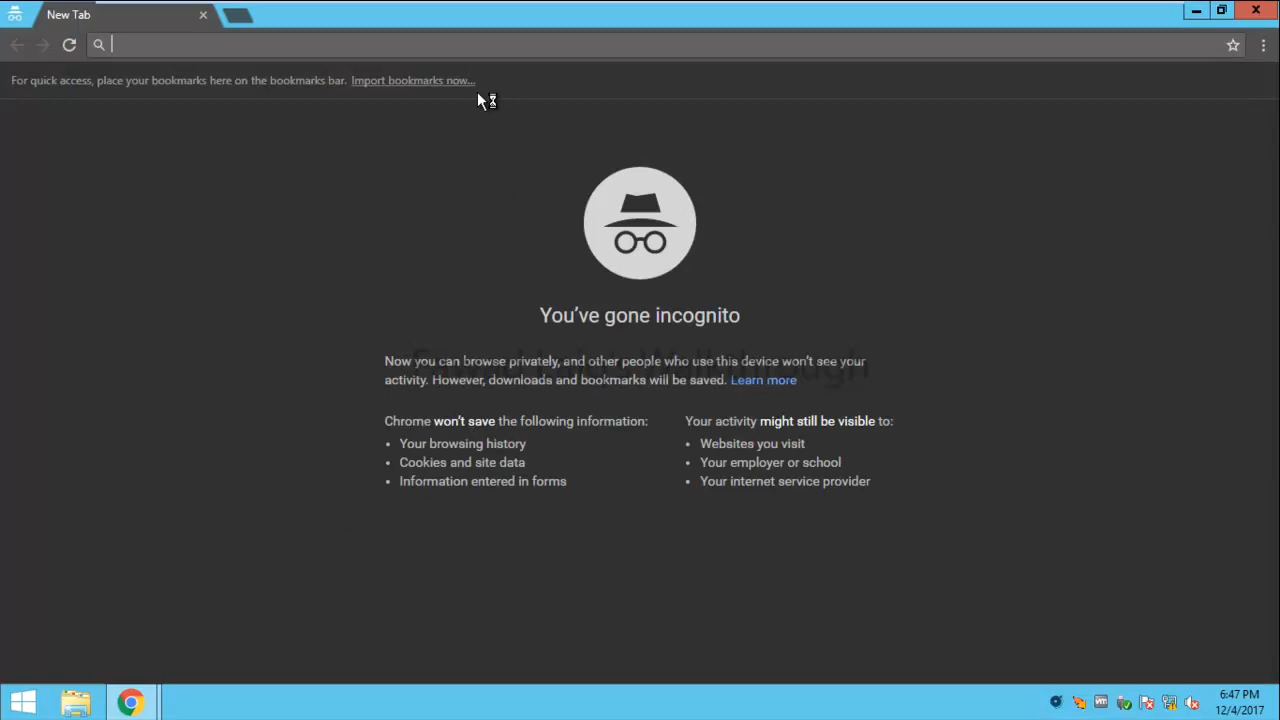 New Tab
For quick access, place your bookmarks here on the bookmarks bar. Import bookmarks now...
You've gone incognito
Now you can browse privately, and other people who use this device won't see your
activity. However, downloads and bookmarks will be saved. Learn more
Chrome won't save the following information:
• Your browsing history
• Cookies and site data
• Information entered in forms
Your activity might still be visible to:
• Websites you visit
• Your employer or school
• Your internet service provider
6:47 PM
12/4/2017